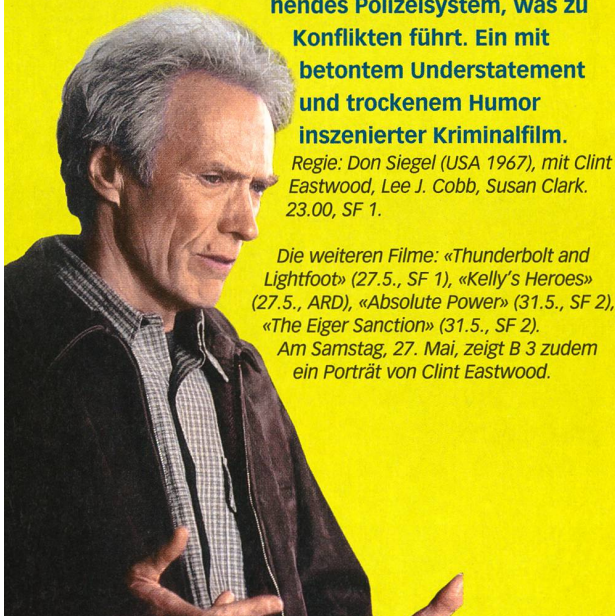 nendes Polizeisystem, was zu
Konflikten führt. Ein mit
betontem Understatement
und trockenem Humor
inszenierter Kriminalfilm.
Regie: Don Siegel (USA 1967), mit Clint
Eastwood, Lee J. Cobb, Susan Clark.
23.00, SF 1.
Die weiteren Filme: «Thunderbolt and
Lightfoot» (27.5., SF 1), «Kelly's Heroes»
(27.5., ARD), «Absolute Power» (31.5., SF 2),
«The Eiger Sanction» (31.5., SF 2).
Am Samstag, 27. Mai, zeigt B 3 zudem
ein Porträt von Clint Eastwood.